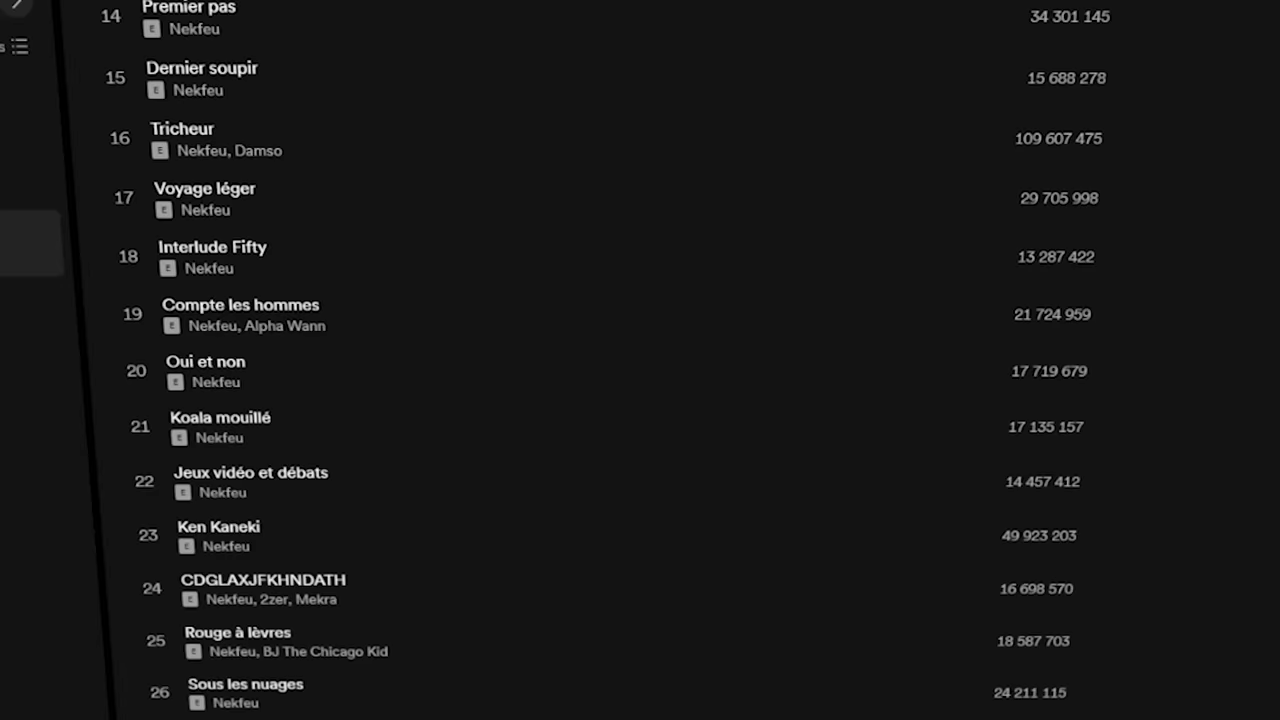 14
Premier pas
E Nekfeu
34 301 145
s
15
Dernier soupir
E Nekfeu
15 688 278
16
Tricheur
E Nekfeu, Damso
109 607 475
17
Voyage léger
E Nekfeu
29 705 998
18
Interlude Fifty
E Nekfeu
13 287 422
19
Compte les hommes
E Nekfeu, Alpha Wann
21 724 959
20
Oui et non
E Nekfeu
17 719 679
21
Koala mouillé
E Nekfeu
17 135 157
22
Jeux vidéo et débats
E Nekfeu
14 457 412
23
Ken Kaneki
E Nekfeu
49 923 203
24
CDGLAXJFKHNDATH
E Nekfeu, 2zer, Mekra
16 698 570
25
Rouge à lèvres
E Nekfeu, BJ The Chicago Kid
18 587 703
26
Sous les nuages
E Nekfeu
24 211 115